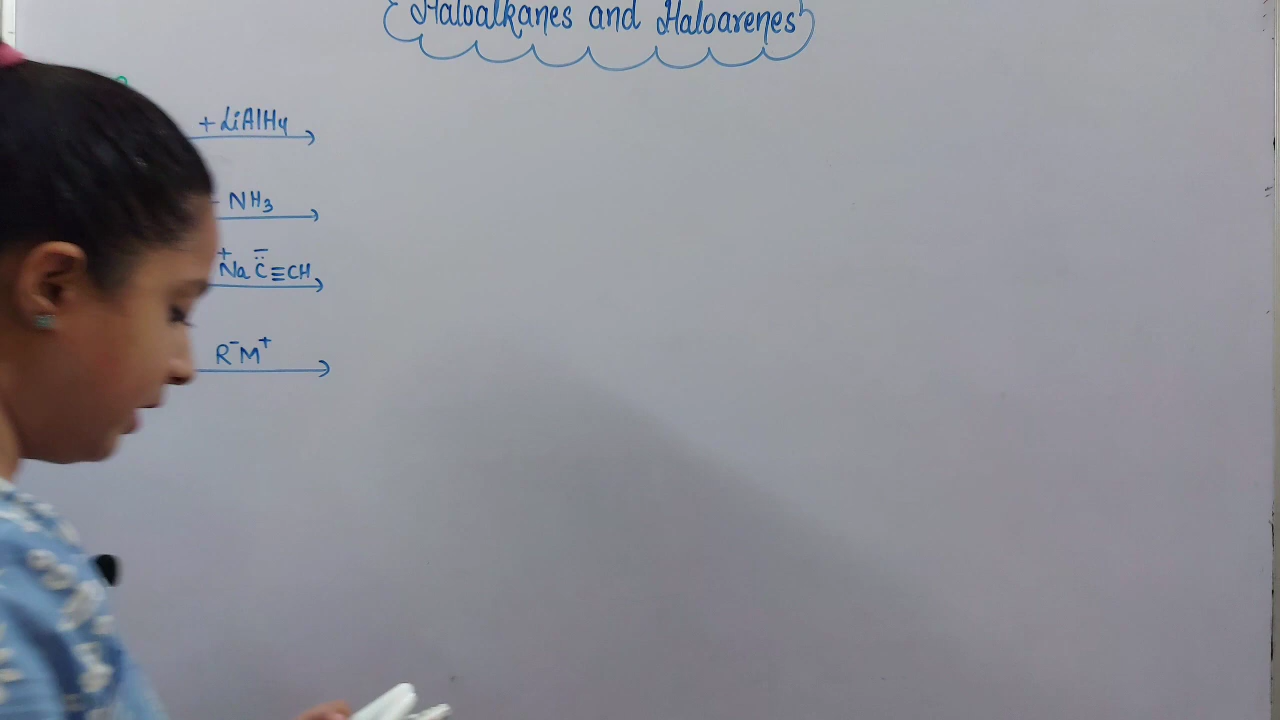 Haloalkanes and Haloarenes
+ LiAlH4
NH3
+ –
Na C̈≡CH
R⁻M⁺